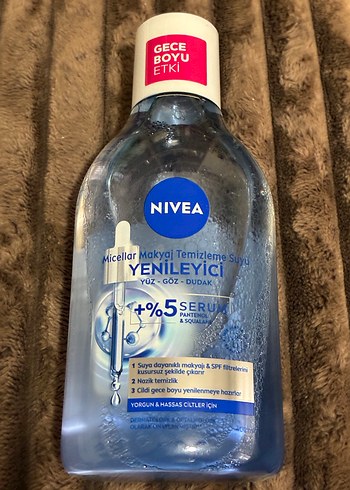 GECE
BOYU
ETKİ
NIVEA
Micellar Makyaj Temizleme Suyu
YENİLEYİCİ
YÜZ - GÖZ - DUDAK
+%5 SERUM
PANTENOL
& SQUALANE
1 Suya dayanıklı makyajı & SPF filtrelerini
kusursuz şekilde çıkarır
2 Nazik temizlik
3 Cildi gece boyu yenilenmeye hazırlar
YORGUN & HASSAS CİLTLER İÇİN